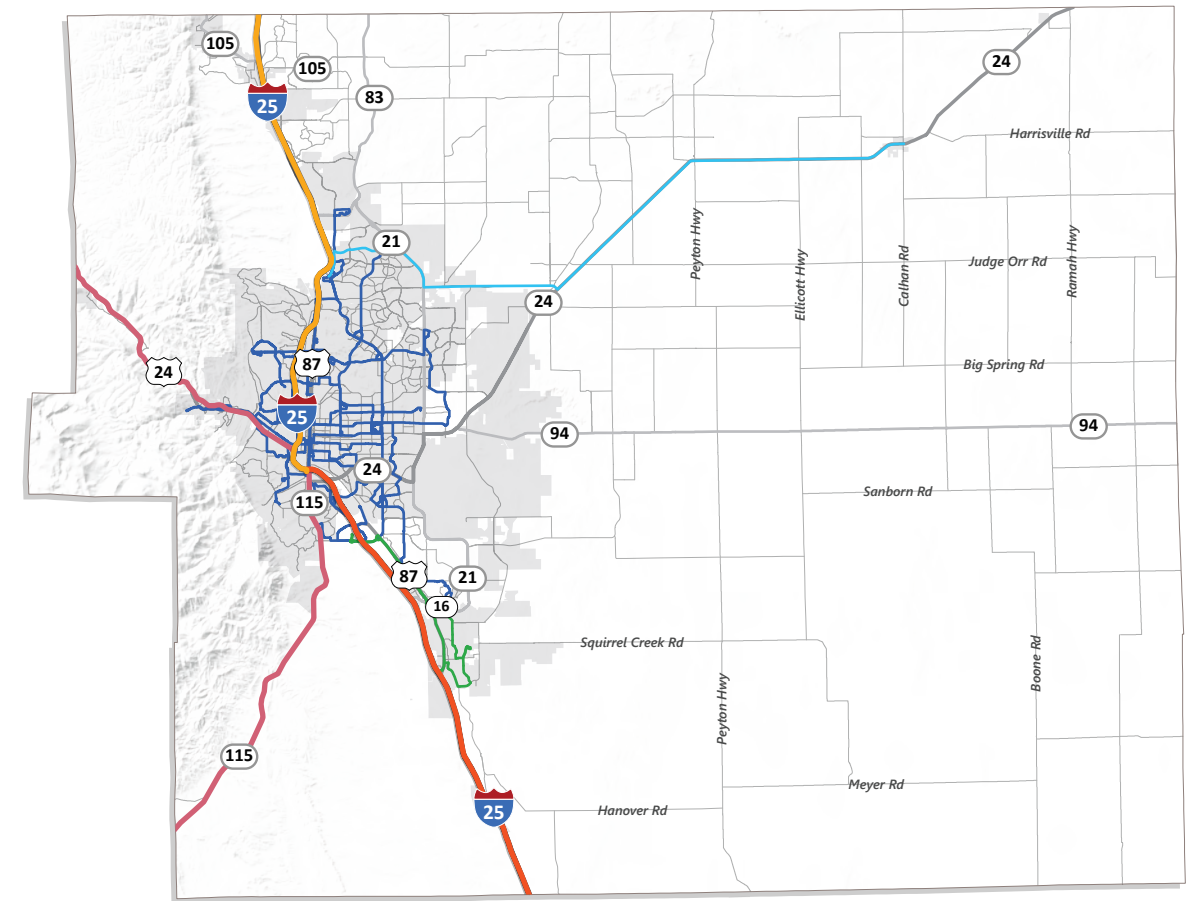 105
24
105
25
83
Harrisville Rd
21
Peyton Hwy
Ellicott Hwy
Calhan Rd
Ramah Hwy
Judge Orr Rd
24
87
Big Spring Rd
24
25
94
94
24
Sanborn Rd
115
87
21
16
Squirrel Creek Rd
Boone Rd
Peyton Hwy
115
Meyer Rd
25
Hanover Rd